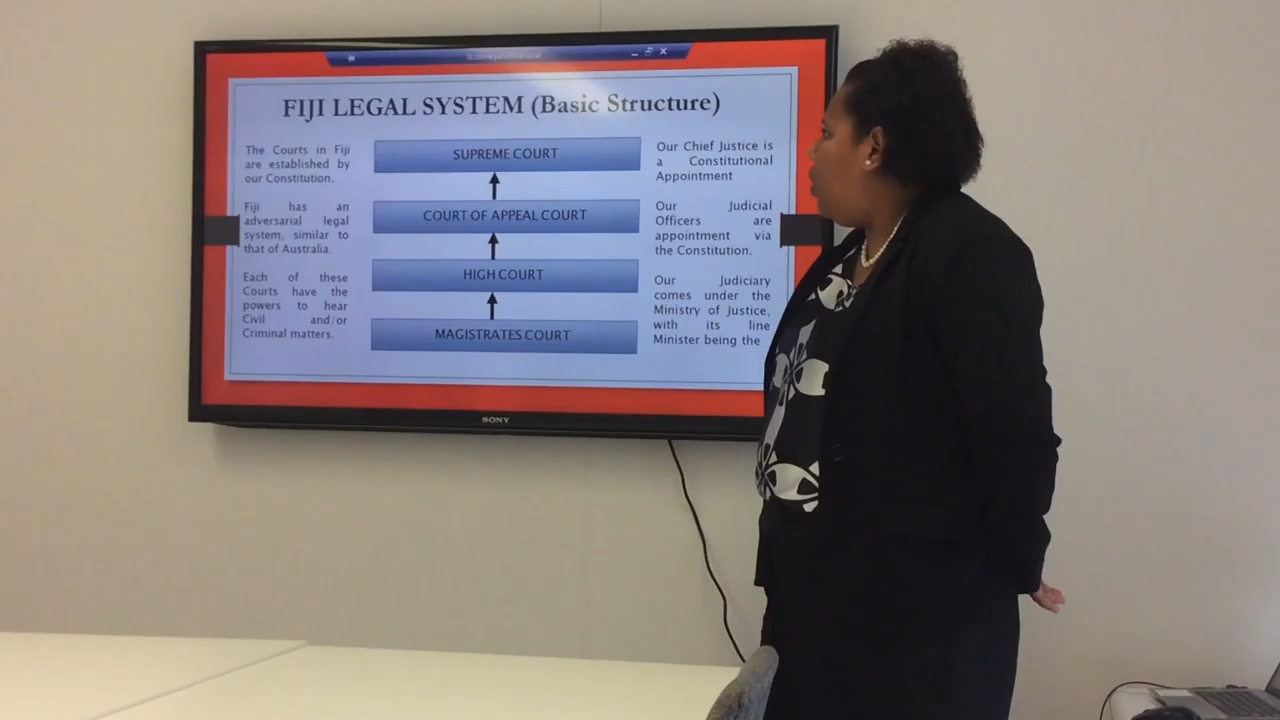 FIJI LEGAL SYSTEM (Basic Structure)
The Courts in Fiji
are established by
our Constitution.
Fiji has an
adversarial legal
system, similar to
that of Australia.
Each of these
Courts have the
powers to hear
Civil and/or
Criminal matters.
SUPREME COURT
COURT OF APPEAL COURT
HIGH COURT
MAGISTRATES COURT
Our Chief Justice is
a Constitutional
Appointment
Our Judicial
Officers are
appointment via
the Constitution.
Our Judiciary
comes under the
Ministry of Justice,
with its line
Minister being the
SONY